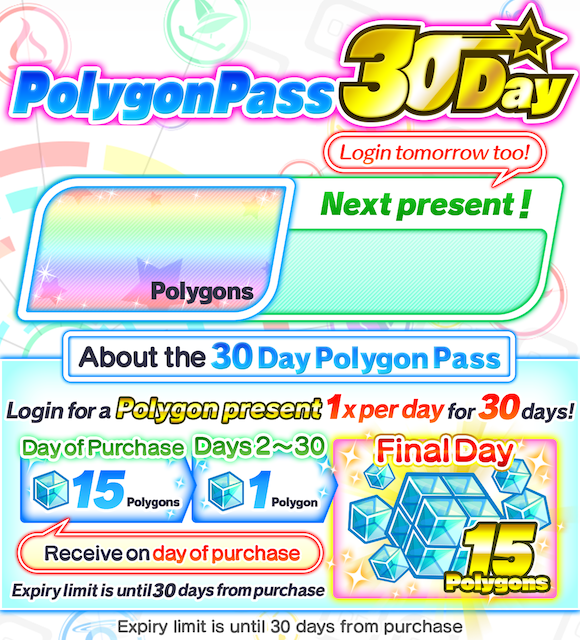 PolygonPass 30Day
Login tomorrow too!
Next present!
Polygons
About the 30 Day Polygon Pass
Login for a Polygon present 1x per day for 30 days!
Day of Purchase Days 2～30 Final Day
15 Polygons 1 Polygon
15 Polygons
Receive on day of purchase
Expiry limit is until 30 days from purchase
Expiry limit is until 30 days from purchase